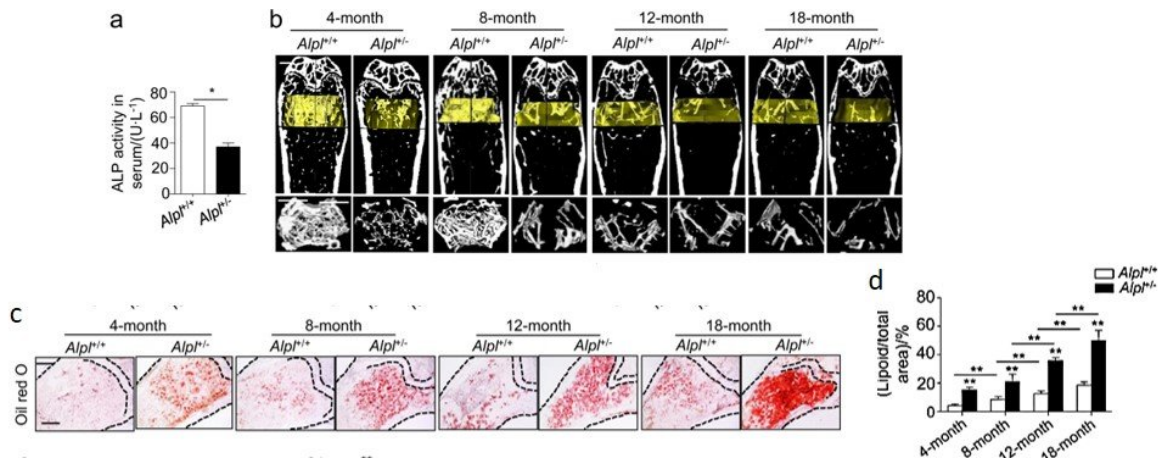 a
ALP activity in
serum/(U·L-1)
80
60
40
20
0
*
Alpl+/+
Alpl+/-
b
4-month 8-month 12-month 18-month
Alpl+/+ Alpl+/- Alpl+/+ Alpl+/- Alpl+/+ Alpl+/- Alpl+/+ Alpl+/-
c
4-month 8-month 12-month 18-month
Alpl+/+ Alpl+/- Alpl+/+ Alpl+/- Alpl+/+ Alpl+/- Alpl+/+ Alpl+/-
Oil red O
d
Alpl+/+
Alpl+/-
(Lipoid/total
area)/%
80
60
40
20
0
** ** ** ** ** ** ** ** ** **
4-month
8-month
12-month
18-month